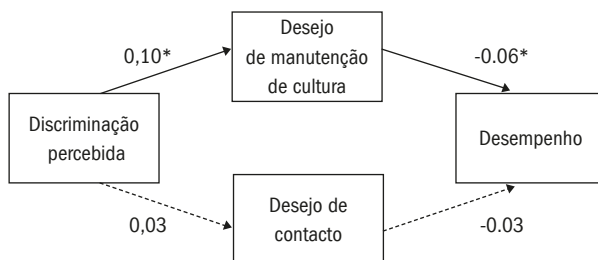 Desejo
de manutenção
de cultura
0,10*
-0.06*
Discriminação
percebida
Desempenho
Desejo de
contacto
0,03
-0.03